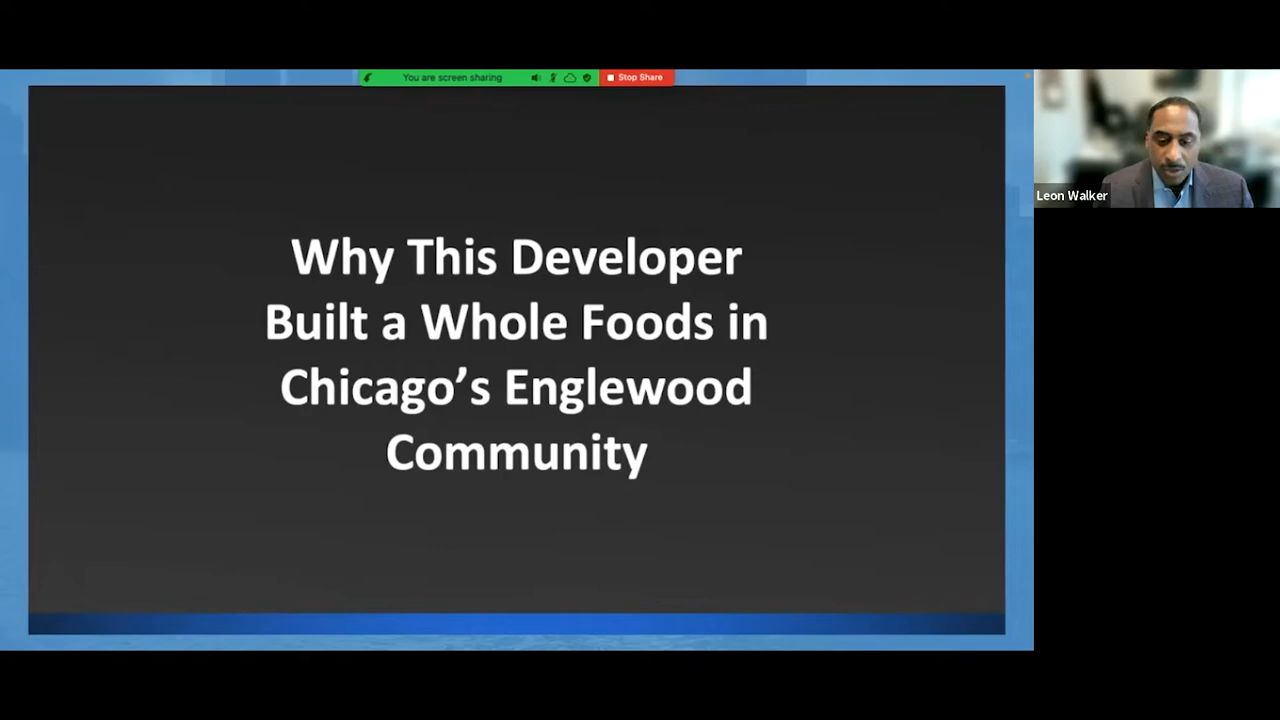 You are screen sharing
Stop Share
Why This Developer
Built a Whole Foods in
Chicago's Englewood
Community
Leon Walker